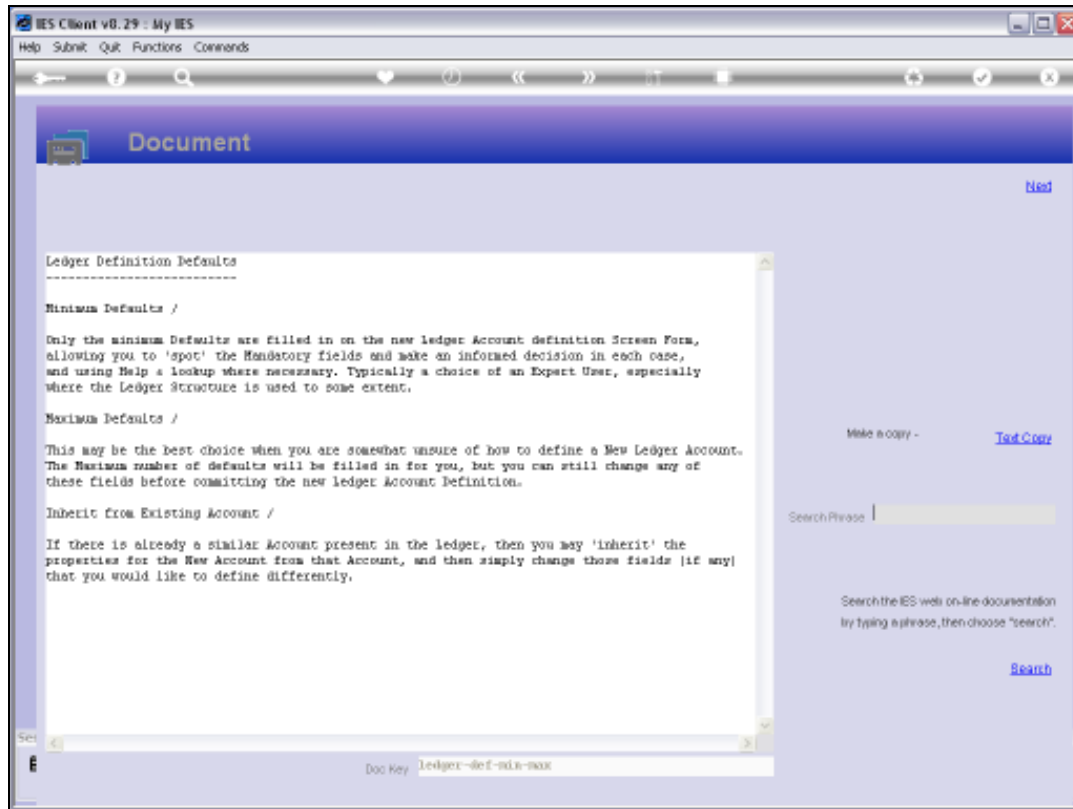 IES Client v8.29 : My IES
Help Submit Quit Functions Commands
Document
Next
Ledger Definition Defaults
--------------------------
Minimum Defaults /
Only the minimum Defaults are filled in on the new ledger Account definition Screen Form,
allowing you to 'spot' the Mandatory fields and make an informed decision in each case,
and using Help & Lookup where necessary. Typically a choice of an Expert User, especially
where the Ledger Structure is used to some extent.
Maximum Defaults /
This may be the best choice when you are somewhat unsure of how to define a New Ledger Account.
The Maximum number of defaults will be filled in for you, but you can still change any of
these fields before committing the new ledger Account Definition.
Inherit from Existing Account /
If there is already a similar Account present in the ledger, then you may 'inherit' the
properties for the New Account from that Account, and then simply change those fields |if any|
that you would like to define differently.
Make a copy -
Text Copy
Search Phrase
Search the IES web on-line documentation
by typing a phrase, then choose "search".
Search
Doc Key ledger-def-min-max